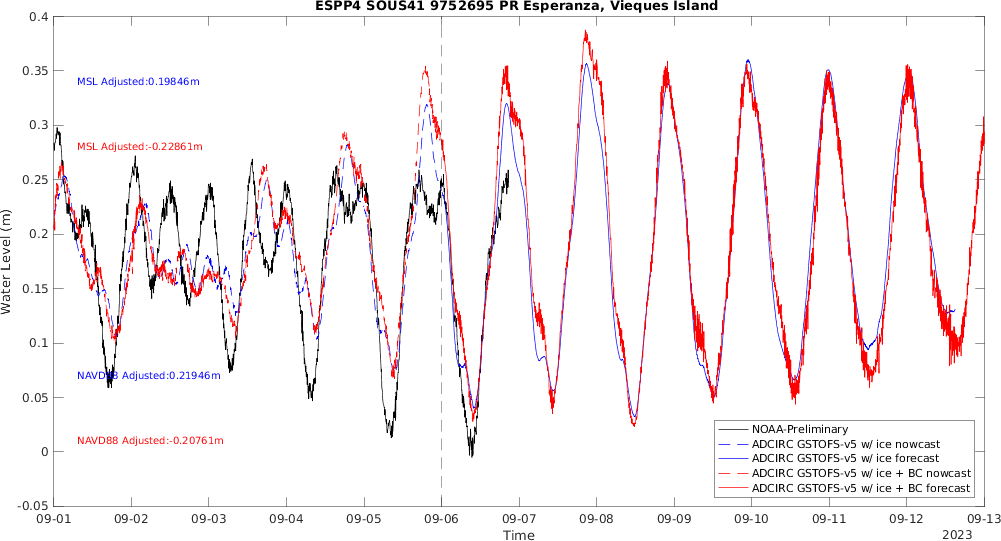 ESPP4 SOUS41 9752695 PR Esperanza, Vieques Island
0.4
0.35
0.3
0.25
0.2
0.15
0.1
0.05
0
-0.05
Water Level (m)
MSL Adjusted:0.19846m
MSL Adjusted:-0.22861m
NAVD88 Adjusted:0.21946m
NAVD88 Adjusted:-0.20761m
NOAA-Preliminary
ADCIRC GSTOFS-v5 w/ ice nowcast
ADCIRC GSTOFS-v5 w/ ice forecast
ADCIRC GSTOFS-v5 w/ ice + BC nowcast
ADCIRC GSTOFS-v5 w/ ice + BC forecast
09-01 09-02 09-03 09-04 09-05 09-06 09-07 09-08 09-09 09-10 09-11 09-12 09-13
Time
2023